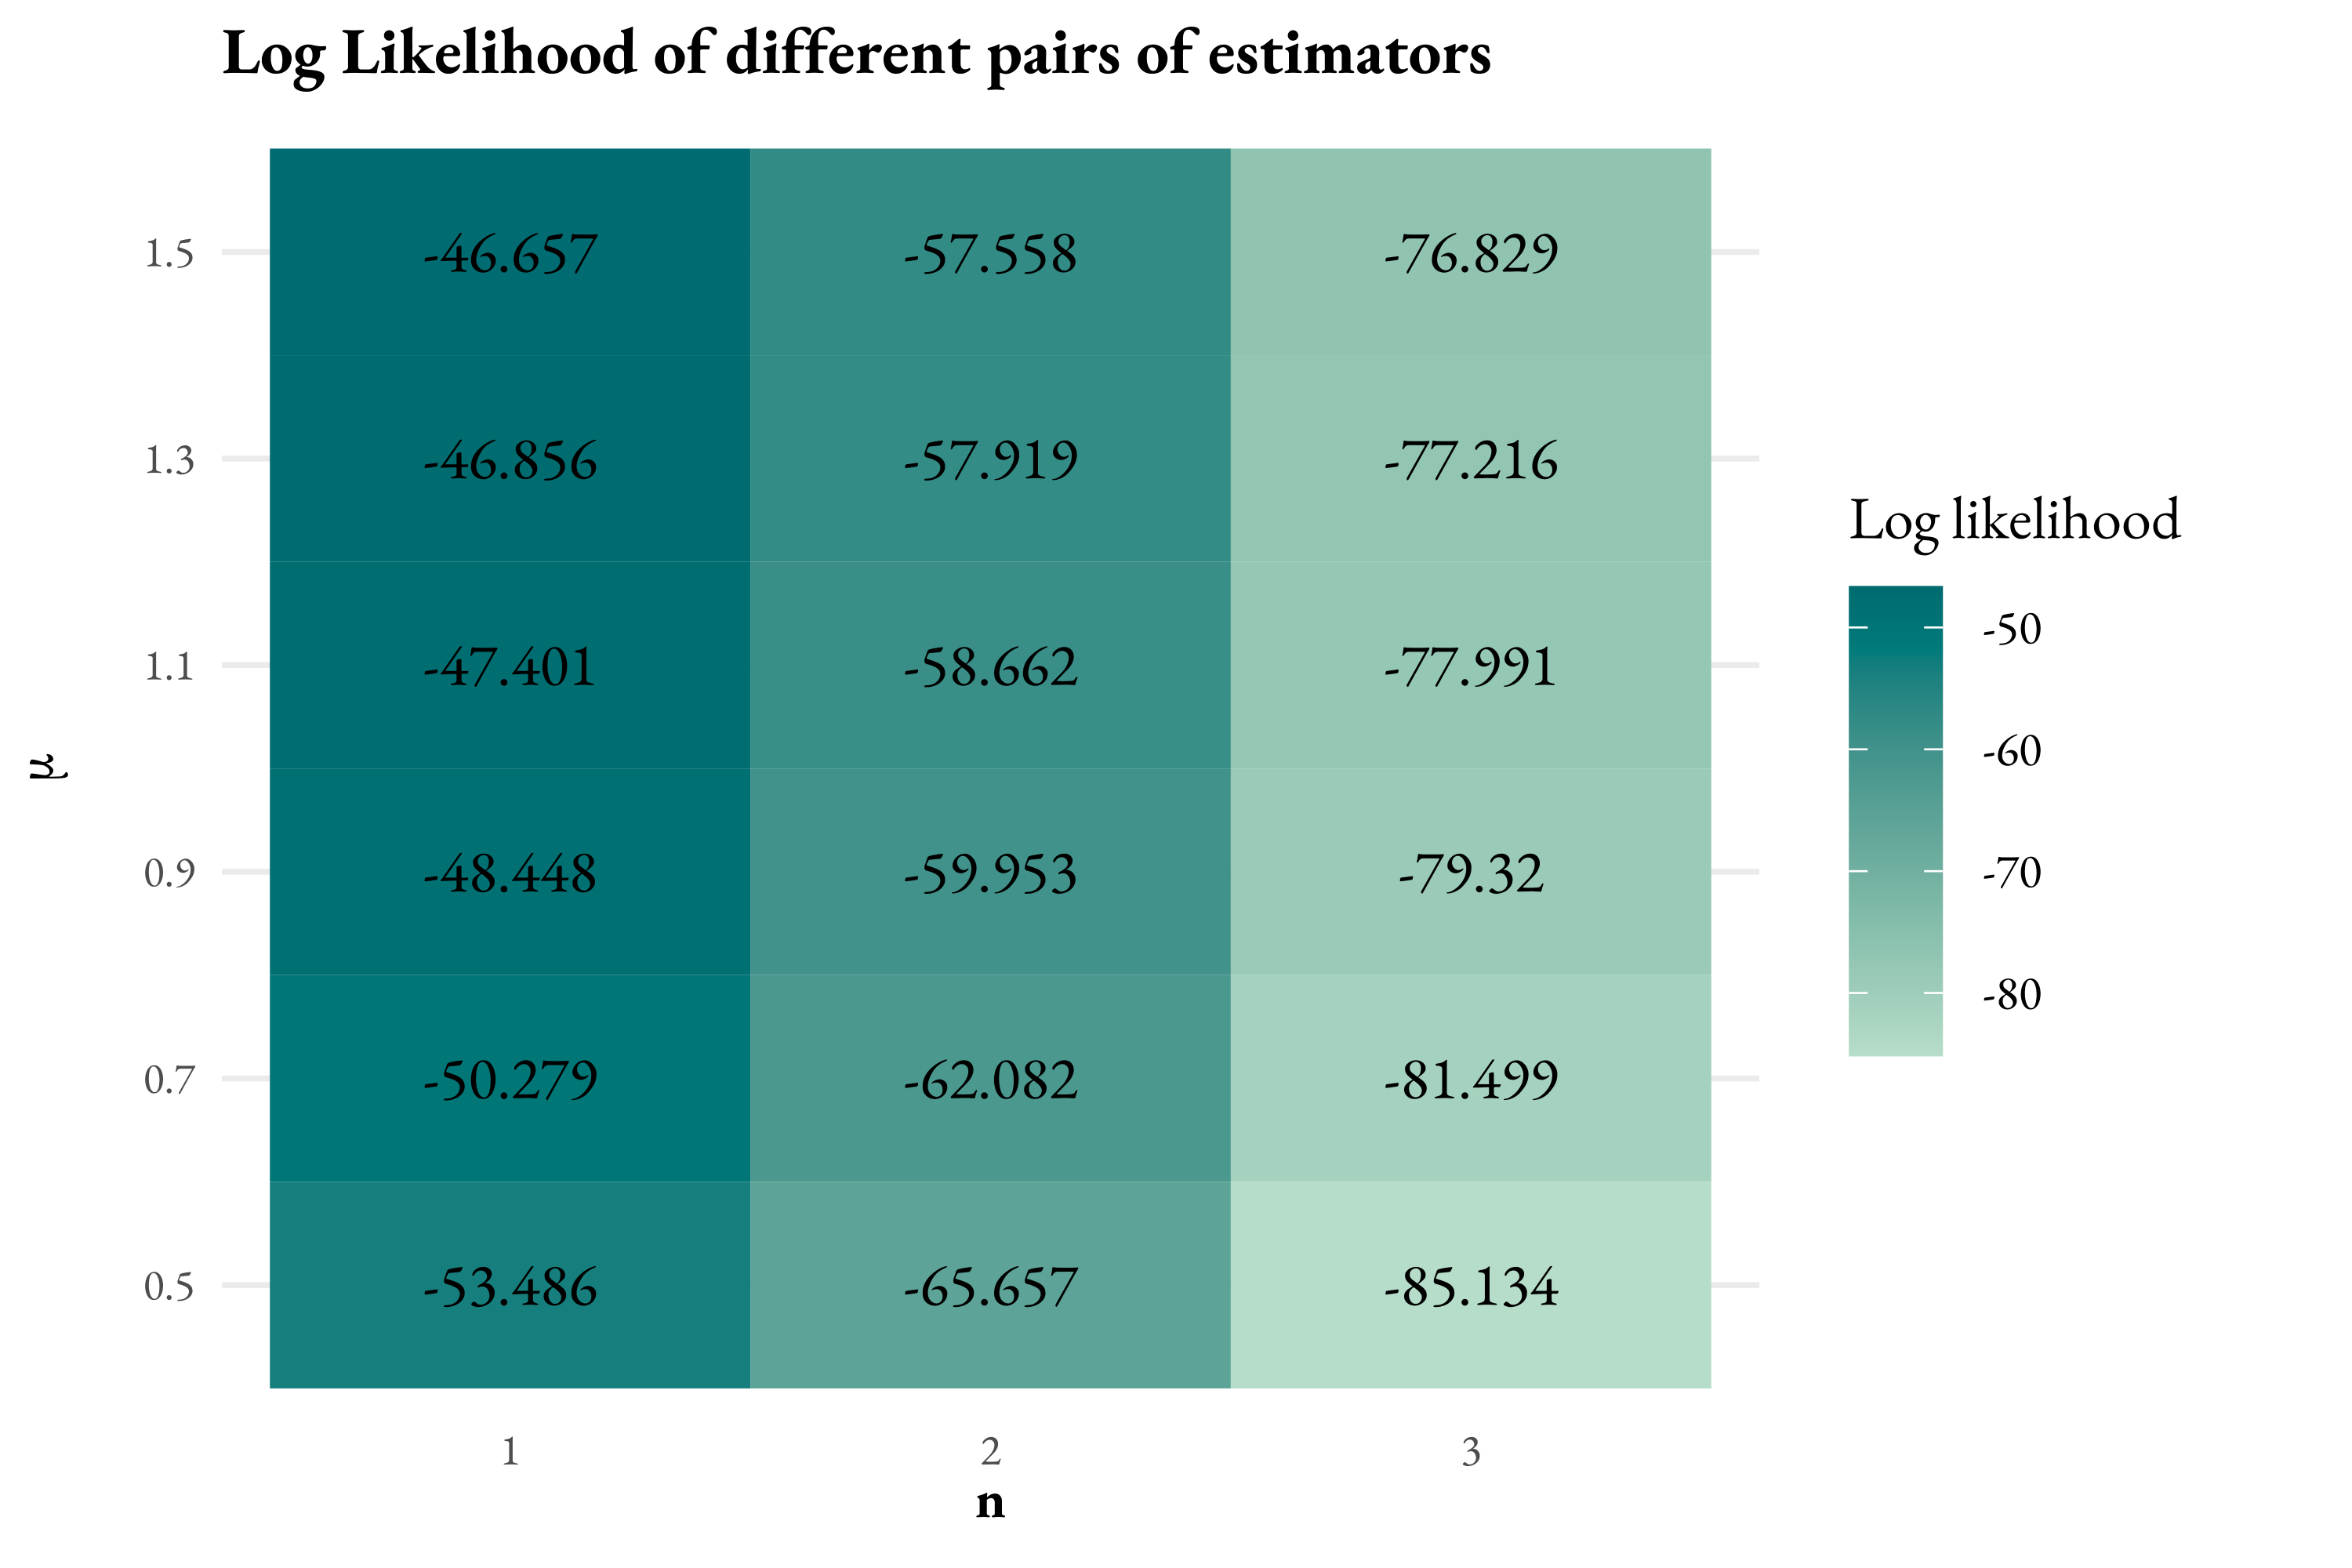 Log Likelihood of different pairs of estimators
1.5 -46.657 -57.558 -76.829
1.3 -46.856 -57.919 -77.216
1.1 -47.401 -58.662 -77.991
0.9 -48.448 -59.953 -79.32
0.7 -50.279 -62.082 -81.499
0.5 -53.486 -65.657 -85.134
1 2 3
n
μ
Log likelihood
-50
-60
-70
-80